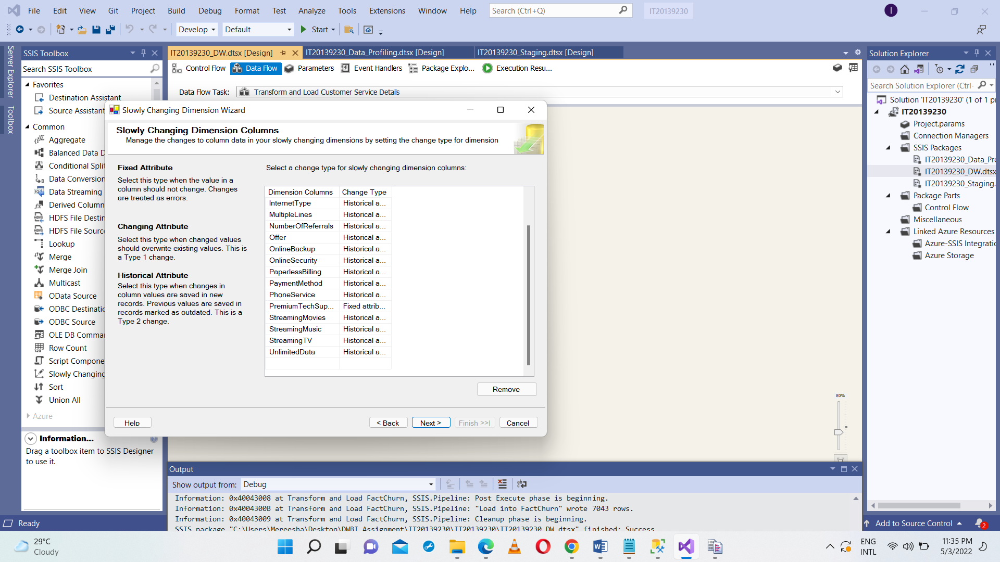 File Edit View Git Project Build Debug Format Test Analyze Tools Extensions Window Help Search (Ctrl+Q) IT20139230 I
Develop Default Start
Server Explorer
Toolbox
SSIS Toolbox
Search SSIS Toolbox
Favorites
Destination Assistant
Source Assistant
Common
Aggregate
Balanced Data D
Conditional Split
Data Conversion
Data Streaming
Derived Column
HDFS File Destin
HDFS File Source
Lookup
Merge
Merge Join
Multicast
OData Source
ODBC Destinatio
ODBC Source
OLE DB Comma
Row Count
Script Compone
Slowly Changing
Sort
Union All
Azure
Information...
Drag a toolbox item to SSIS Designer
to use it.
IT20139230_DW.dtsx [Design] IT20139230_Data_Profiling.dtsx [Design] IT20139230_Staging.dtsx [Design]
Control Flow Data Flow Parameters Event Handlers Package Explo... Execution Resu...
Data Flow Task: Transform and Load Customer Service Details
Slowly Changing Dimension Wizard
Slowly Changing Dimension Columns
Manage the changes to column data in your slowly changing dimensions by setting the change type for dimension
Fixed Attribute
Select this type when the value in a
column should not change. Changes
are treated as errors.
Changing Attribute
Select this type when changed values
should overwrite existing values. This is
a Type 1 change.
Historical Attribute
Select this type when changes in
column values are saved in new
records. Previous values are saved in
records marked as outdated. This is a
Type 2 change.
Select a change type for slowly changing dimension columns:
Dimension Columns Change Type
InternetType Historical a...
MultipleLines Historical a...
NumberOfReferrals Historical a...
Offer Historical a...
OnlineBackup Historical a...
OnlineSecurity Historical a...
PaperlessBilling Historical a...
PaymentMethod Historical a...
PhoneService Historical a...
PremiumTechSup... Fixed attrib...
StreamingMovies Historical a...
StreamingMusic Historical a...
StreamingTV Historical a...
UnlimitedData Historical a...
Remove
Help < Back Next > Finish >>| Cancel
80%
Output
Show output from: Debug
Information: 0x40043008 at Transform and Load FactChurn, SSIS.Pipeline: Post Execute phase is beginning.
Information: 0x4004300B at Transform and Load FactChurn, SSIS.Pipeline: "Load into FactChurn" wrote 7043 rows.
Information: 0x40043009 at Transform and Load FactChurn, SSIS.Pipeline: Cleanup phase is beginning.
SSIS package "C:\Users\Mereesha\Desktop\DWBI Assignment\IT20139230\IT20139230\IT20139230_DW.dtsx" finished: Success.
Solution Explorer
Search Solution Explorer (Ctrl-
Solution 'IT20139230' (1 of 1 p
IT20139230
Project.params
Connection Managers
SSIS Packages
IT20139230_Data_Pro
IT20139230_DW.dtsx
IT20139230_Staging.
Package Parts
Control Flow
Miscellaneous
Linked Azure Resources
Azure-SSIS Integratio
Azure Storage
Ready
Add to Source Control 2
29°C
Cloudy
ENG
INTL
11:35 PM
5/3/2022